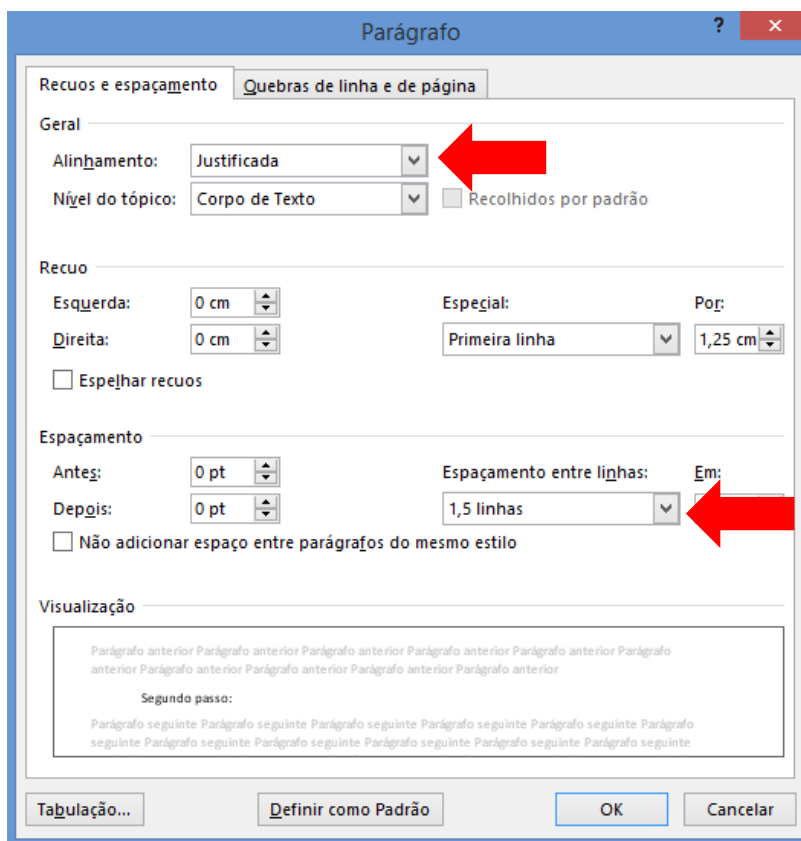 Parágrafo ?
Recuos e espaçamento Quebras de linha e de página
Geral
Alinhamento: Justificada
Nível do tópico: Corpo de Texto Recolhidos por padrão
Recuo
Esquerda: 0 cm Especial: Por:
Direita: 0 cm Primeira linha 1,25 cm
Espelhar recuos
Espaçamento
Antes: 0 pt Espaçamento entre linhas: Em:
Depois: 0 pt 1,5 linhas
Não adicionar espaço entre parágrafos do mesmo estilo
Visualização
Parágrafo anterior Parágrafo anterior Parágrafo anterior Parágrafo anterior Parágrafo anterior Parágrafo
anterior Parágrafo anterior Parágrafo anterior Parágrafo anterior Parágrafo anterior
Segundo passo:
Parágrafo seguinte Parágrafo seguinte Parágrafo seguinte Parágrafo seguinte Parágrafo seguinte Parágrafo
seguinte Parágrafo seguinte Parágrafo seguinte Parágrafo seguinte Parágrafo seguinte Parágrafo seguinte
Tabulação... Definir como Padrão OK Cancelar